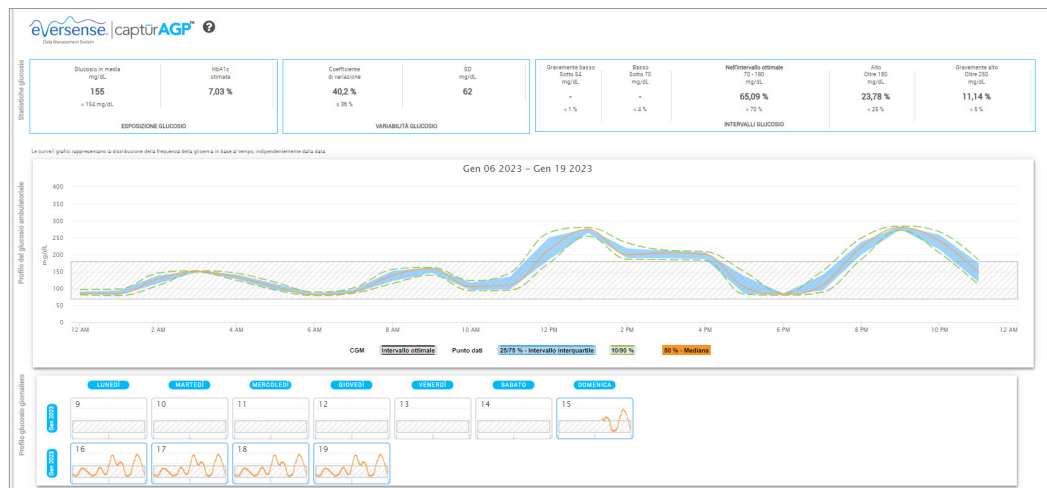 eversense. | captūrAGP™ ?
Data Management System
Statistiche glucosio
Glucosio in media
mg/dL
155
< 154 mg/dL
HbA1c
stimata
7,03 %
ESPOSIZIONE GLUCOSIO
Coefficiente
di variazione
40,2 %
≤ 36 %
SD
mg/dL
62
VARIABILITÀ GLUCOSIO
Gravemente basso
Sotto 54
mg/dL
-
< 1 %
Basso
Sotto 70
mg/dL
-
< 4 %
Nell'intervallo ottimale
70 - 180
mg/dL
65,09 %
> 70 %
Alto
Oltre 180
mg/dL
23,78 %
< 25 %
Gravemente alto
Oltre 250
mg/dL
11,14 %
< 5 %
INTERVALLI GLUCOSIO
Le curve/i grafici rappresentano la distribuzione della frequenza della glicemia in base al tempo, indipendentemente dalla data.
Profilo del glucosio ambulatoriale
Gen 06 2023 – Gen 19 2023
mg/dL
400
350
300
250
200
150
100
50
0
12 AM 2 AM 4 AM 6 AM 8 AM 10 AM 12 PM 2 PM 4 PM 6 PM 8 PM 10 PM 12 AM
CGM Intervallo ottimale Punto dati 25/75 % - Intervallo interquartile 10/90 % 50 % - Mediana
Profilo glucosio giornaliero
LUNEDÌ MARTEDÌ MERCOLEDÌ GIOVEDÌ VENERDÌ SABATO DOMENICA
Gen 2023 9 10 11 12 13 14 15
Gen 2023 16 17 18 19